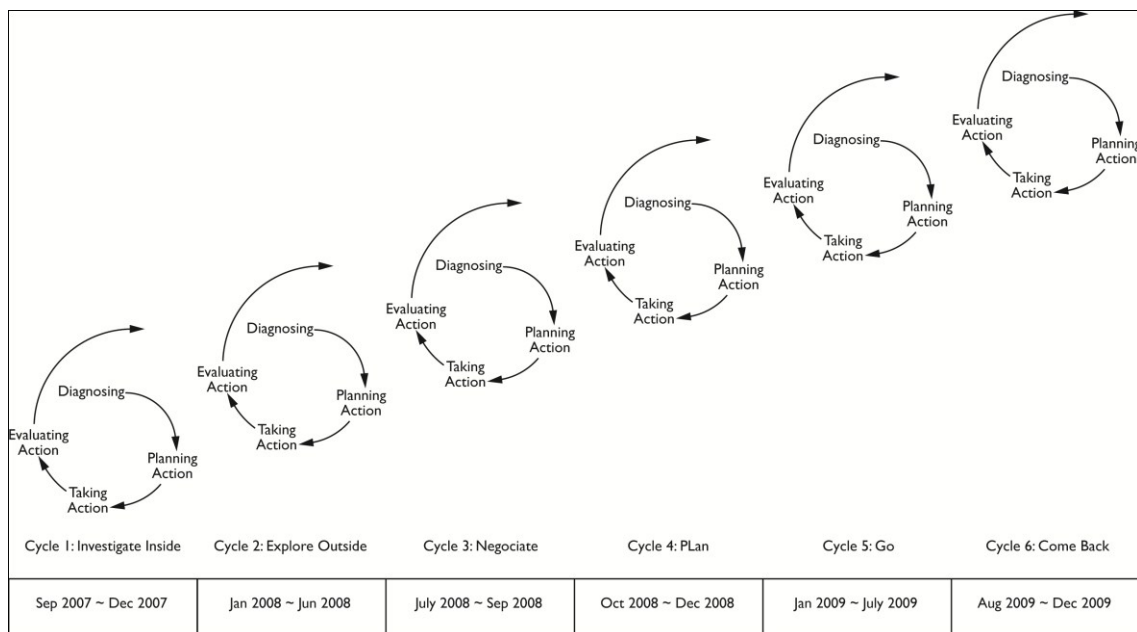 Diagnosing
Planning
Action
Taking
Action
Evaluating
Action
Diagnosing
Planning
Action
Taking
Action
Evaluating
Action
Diagnosing
Planning
Action
Taking
Action
Evaluating
Action
Diagnosing
Planning
Action
Taking
Action
Evaluating
Action
Diagnosing
Planning
Action
Taking
Action
Evaluating
Action
Diagnosing
Planning
Action
Taking
Action
Evaluating
Action
Cycle 1: Investigate Inside
Cycle 2: Explore Outside
Cycle 3: Negociate
Cycle 4: PLan
Cycle 5: Go
Cycle 6: Come Back
Sep 2007 ~ Dec 2007
Jan 2008 ~ Jun 2008
July 2008 ~ Sep 2008
Oct 2008 ~ Dec 2008
Jan 2009 ~ July 2009
Aug 2009 ~ Dec 2009